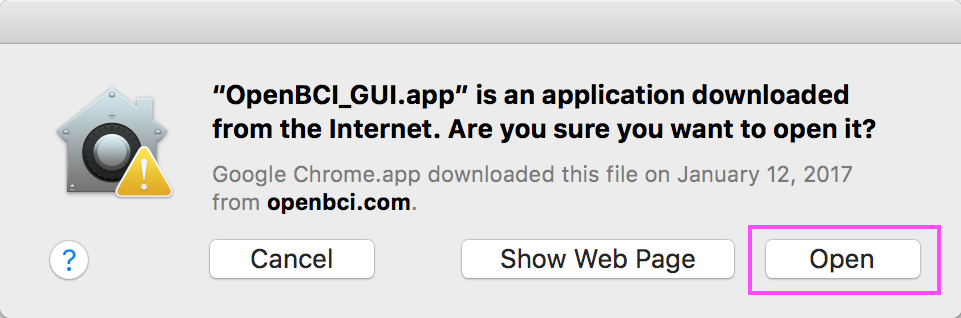 “OpenBCI_GUI.app” is an application downloaded
from the Internet. Are you sure you want to open it?
Google Chrome.app downloaded this file on January 12, 2017
from openbci.com.
? Cancel Show Web Page Open